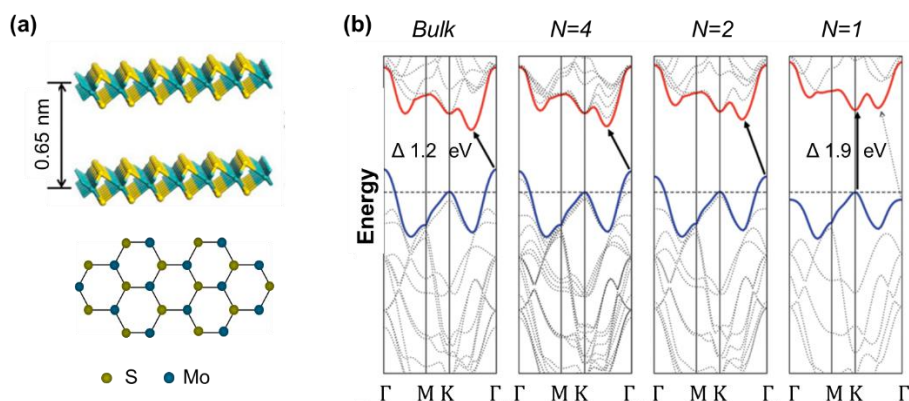 (a)
0.65 nm
S Mo
(b)
Bulk N=4 N=2 N=1
Δ 1.2 eV Δ 1.9 eV
Energy
Γ M K Γ Γ M K Γ Γ M K Γ Γ M K Γ